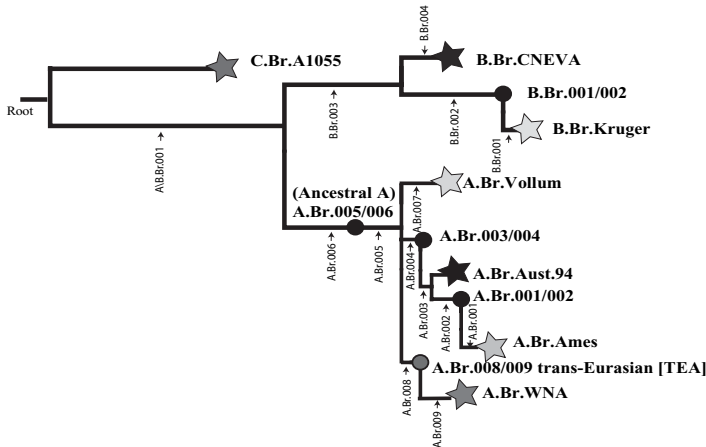 B.Br.004
C.Br.A1055
B.Br.CNEVA
B.Br.001/002
Root
B.Br.003
B.Br.002
B.Br.Kruger
B.Br.001
A\B.Br.001
A.Br.Vollum
(Ancestral A)
A.Br.005/006
A.Br.007
A.Br.003/004
A.Br.006
A.Br.005
A.Br.004
A.Br.Aust.94
A.Br.001/002
A.Br.003
A.Br.002
A.Br.001
A.Br.Ames
A.Br.008/009 trans-Eurasian [TEA]
A.Br.008
A.Br.WNA
A.Br.009